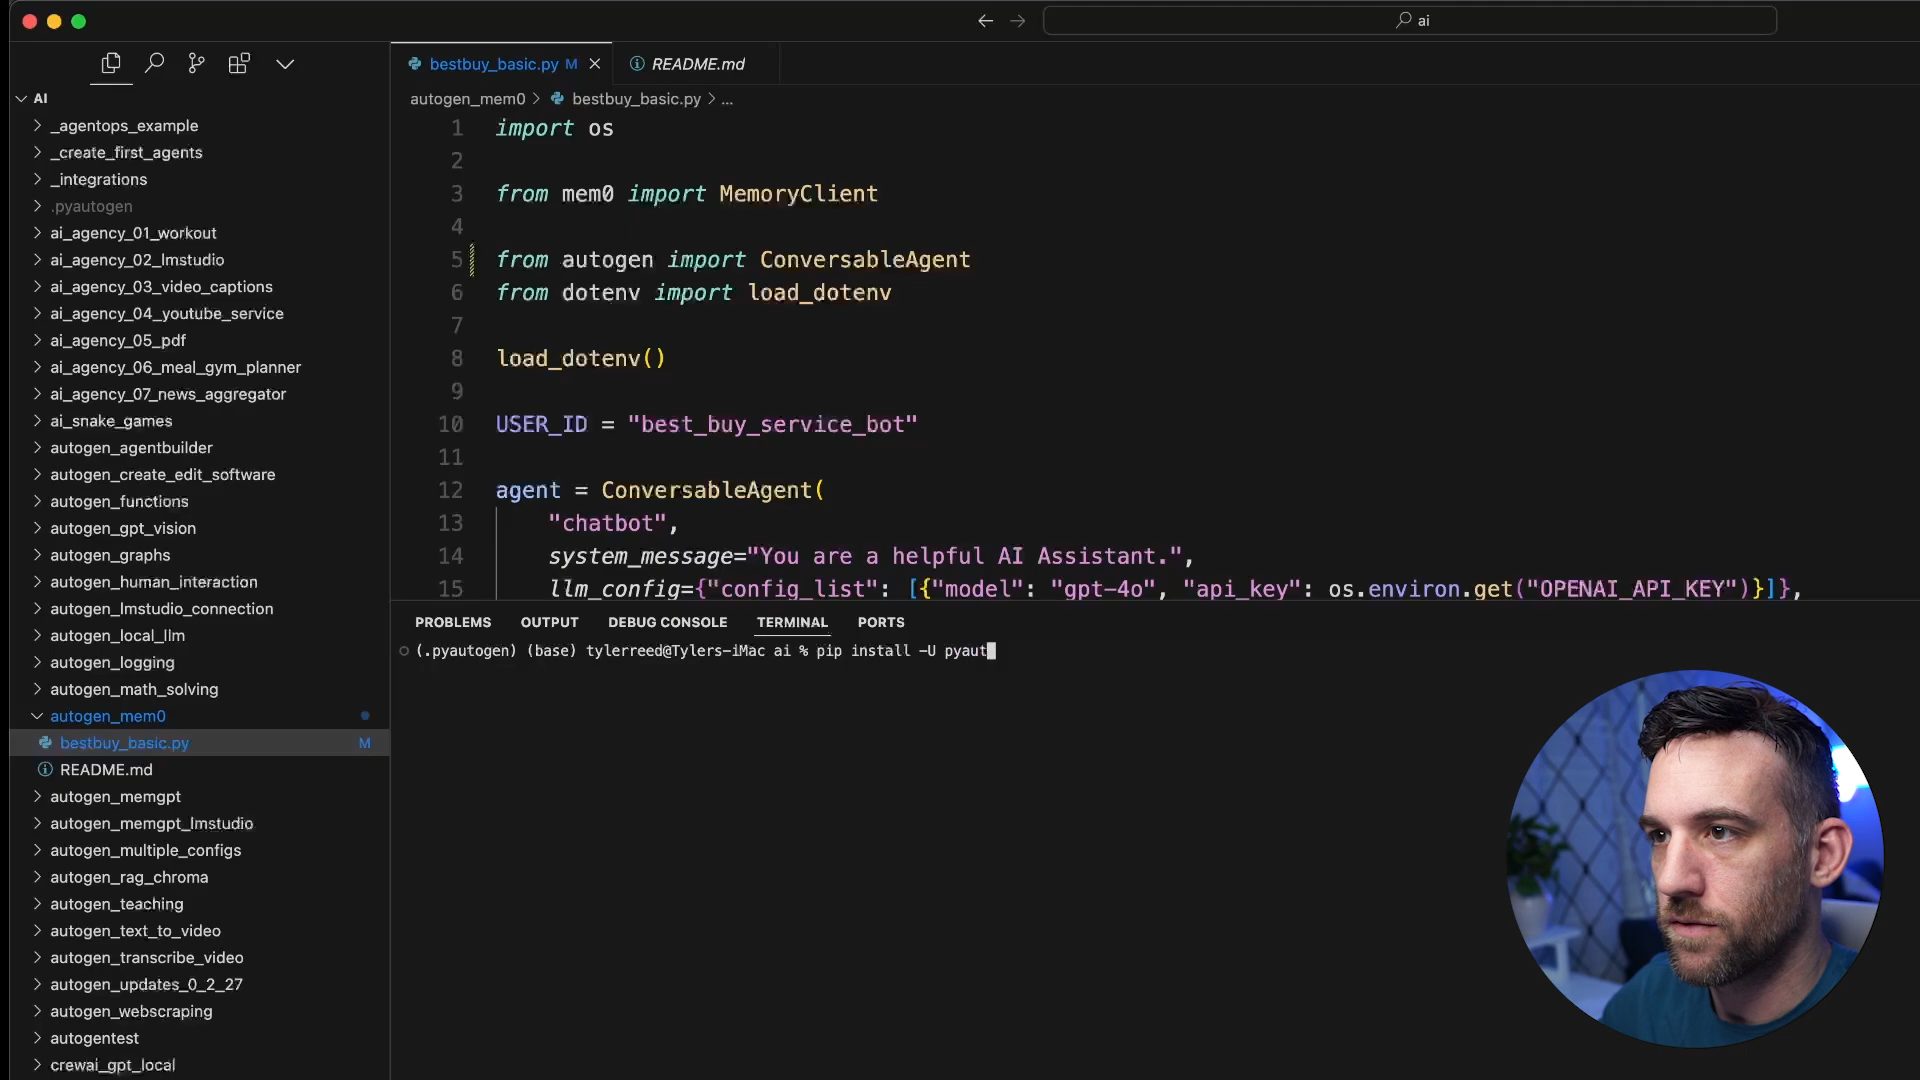 ai
AI
_agentops_example
_create_first_agents
_integrations
.pyautogen
ai_agency_01_workout
ai_agency_02_lmstudio
ai_agency_03_video_captions
ai_agency_04_youtube_service
ai_agency_05_pdf
ai_agency_06_meal_gym_planner
ai_agency_07_news_aggregator
ai_snake_games
autogen_agentbuilder
autogen_create_edit_software
autogen_functions
autogen_gpt_vision
autogen_graphs
autogen_human_interaction
autogen_lmstudio_connection
autogen_local_llm
autogen_logging
autogen_math_solving
autogen_mem0
bestbuy_basic.py M
README.md
autogen_memgpt
autogen_memgpt_lmstudio
autogen_multiple_configs
autogen_rag_chroma
autogen_teaching
autogen_text_to_video
autogen_transcribe_video
autogen_updates_0_2_27
autogen_webscraping
autogentest
crewai_gpt_local
bestbuy_basic.py M README.md
autogen_mem0 > bestbuy_basic.py > ...
1 import os
2
3 from mem0 import MemoryClient
4
5 from autogen import ConversableAgent
6 from dotenv import load_dotenv
7
8 load_dotenv()
9
10 USER_ID = "best_buy_service_bot"
11
12 agent = ConversableAgent(
13 "chatbot",
14 system_message="You are a helpful AI Assistant.",
15 llm_config={"config_list": [{"model": "gpt-4o", "api_key": os.environ.get("OPENAI_API_KEY")}]},
PROBLEMS OUTPUT DEBUG CONSOLE TERMINAL PORTS
(.pyautogen) (base) tylerreed@Tylers-iMac ai % pip install -U pyaut